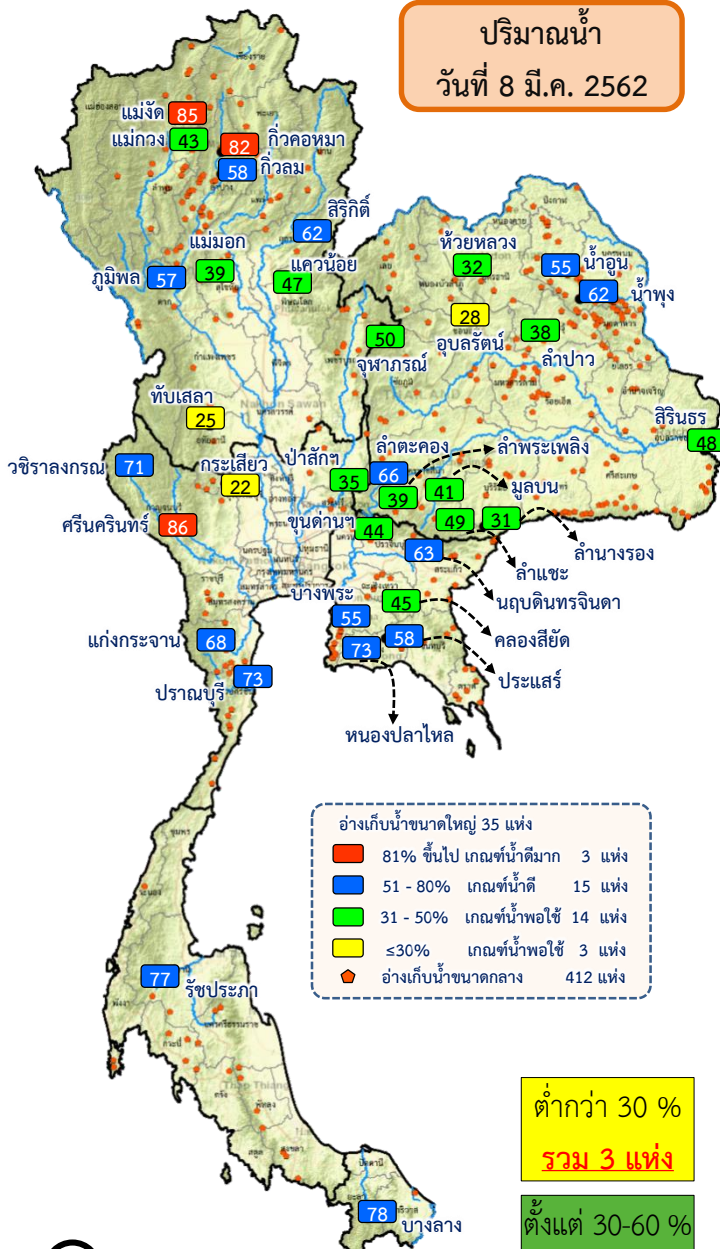 ปริมาณน้ำ
วันที่ 8 มี.ค. 2562
แม่งัด 85
แม่กวง 43
82 กิ่วคอหมา
58 กิ่วลม
สิริกิติ์
62
แม่มอก
39
ภูมิพล 57
แควน้อย
47
ห้วยหลวง
32
55 น้ำอูน
62 น้ำพุง
28
อุบลรัตน์
38
ลำปาว
50
จุฬาภรณ์
ทับเสลา
25
สิรินธร
48
วชิราลงกรณ 71
กระเสียว
22
ป่าสักฯ
35
ลำตะคอง
66
ลำพระเพลิง
39
41
มูลบน
ศรีนครินทร์ 86
ขุนด่านฯ
44
49
31
ลำนางรอง
ลำแชะ
63
นฤบดินทรจินดา
บางพระ
55
45
คลองสียัด
แก่งกระจาน 68
73
58
ประแสร์
ปราณบุรี
73
หนองปลาไหล
อ่างเก็บน้ำขนาดใหญ่ 35 แห่ง
81% ขึ้นไป เกณฑ์น้ำดีมาก 3 แห่ง
51 - 80% เกณฑ์น้ำดี 15 แห่ง
31 - 50% เกณฑ์น้ำพอใช้ 14 แห่ง
≤30% เกณฑ์น้ำพอใช้ 3 แห่ง
อ่างเก็บน้ำขนาดกลาง 412 แห่ง
77
รัชประภา
ต่ำกว่า 30 %
รวม 3 แห่ง
ตั้งแต่ 30-60 %
78
บางลาง